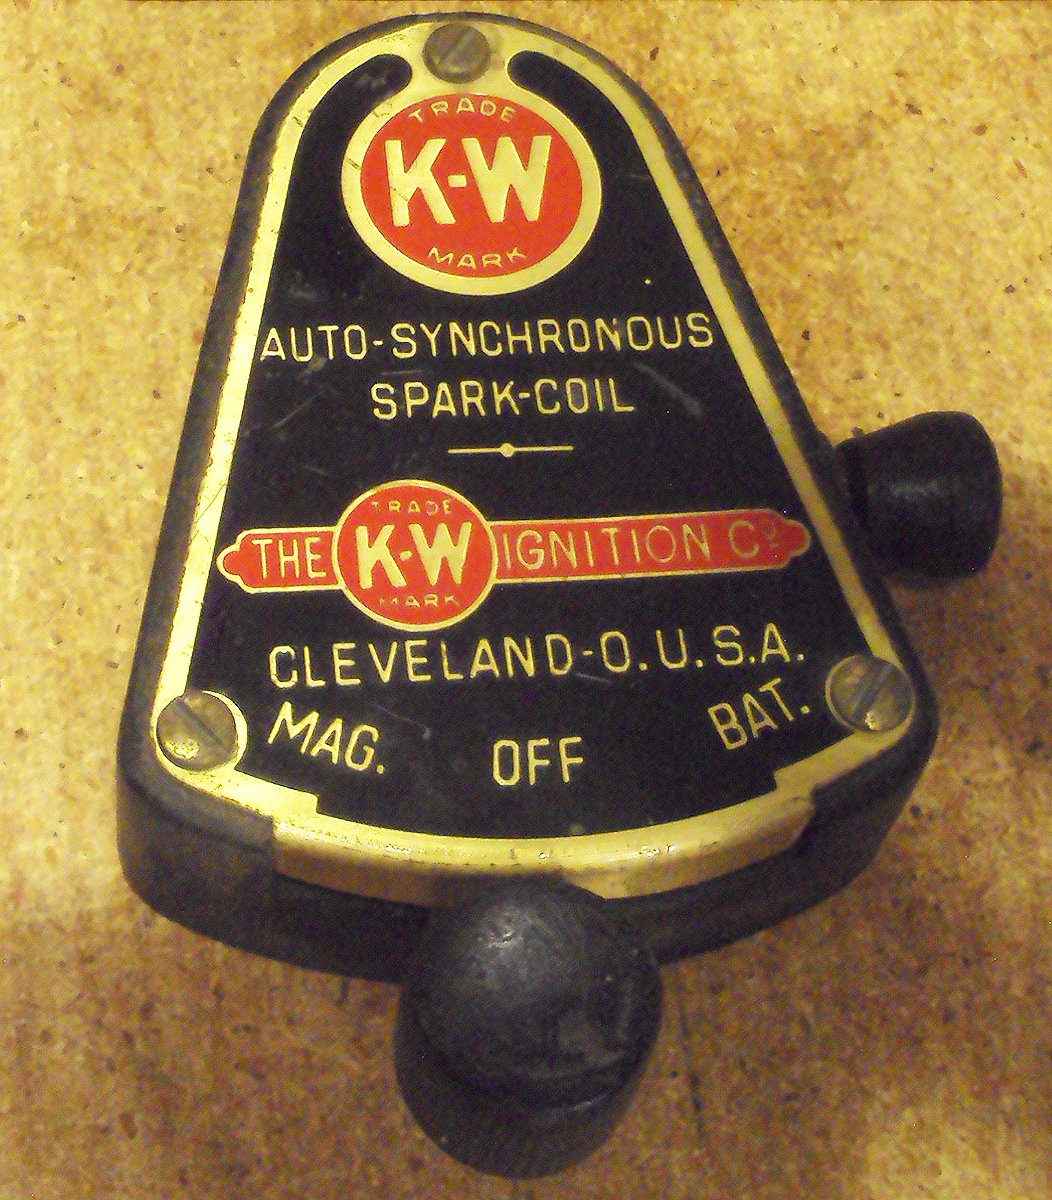 TRADE
K-W
MARK
AUTO-SYNCHRONOUS
SPARK-COIL
TRADE
THE K-W IGNITION Co
MARK
CLEVELAND-O.U.S.A.
MAG. OFF BAT.